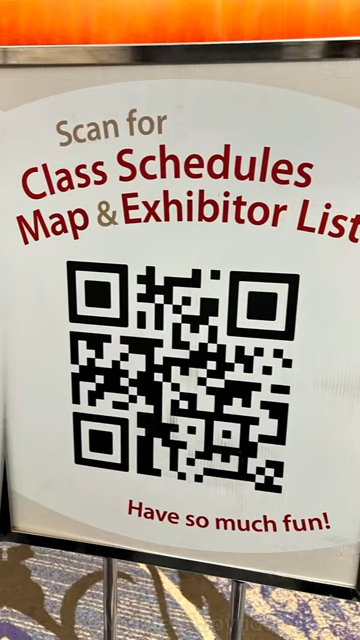 Scan for
Class Schedules
Map & Exhibitor List
Have so much fun!